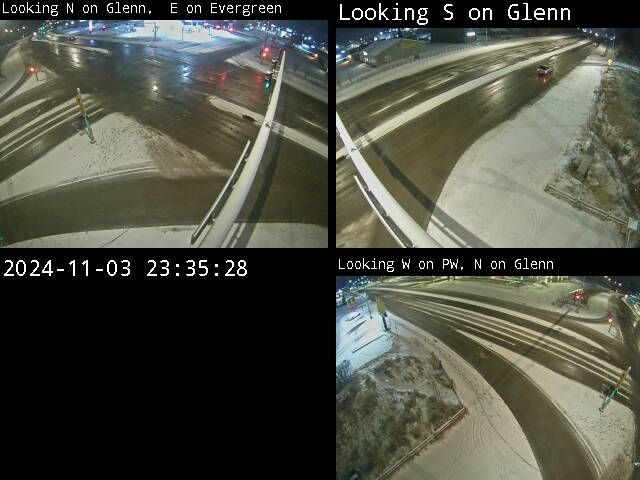 Looking N on Glenn,  E on Evergreen
Looking S on Glenn
2024-11-03 23:35:28
Looking W on PW, N on Glenn